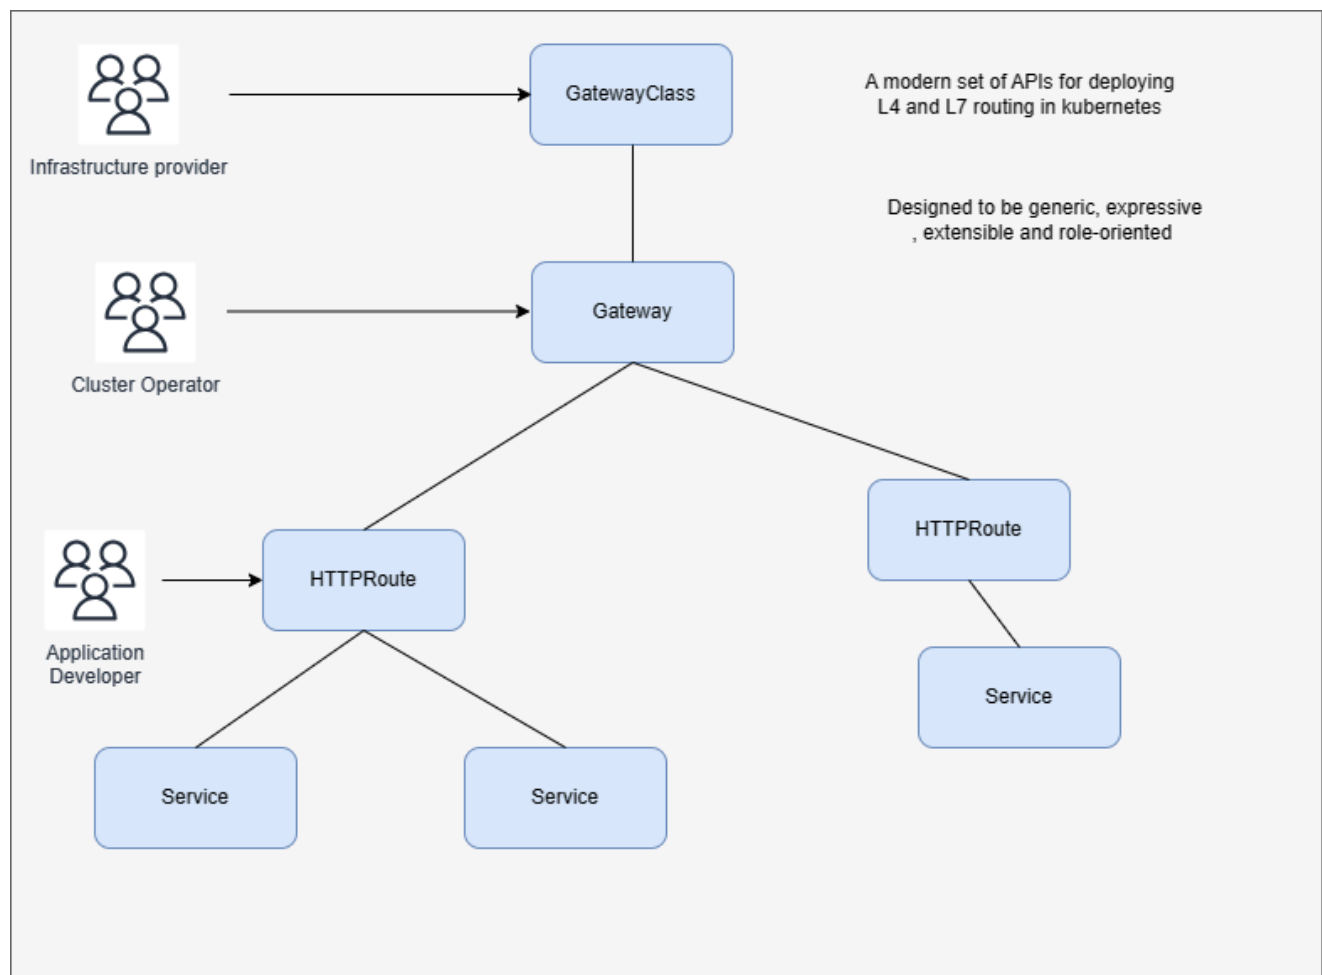 GatewayClass
A modern set of APIs for deploying
L4 and L7 routing in kubernetes
Infrastructure provider
Designed to be generic, expressive
, extensible and role-oriented
Gateway
Cluster Operator
HTTPRoute
HTTPRoute
Application
Developer
Service
Service
Service